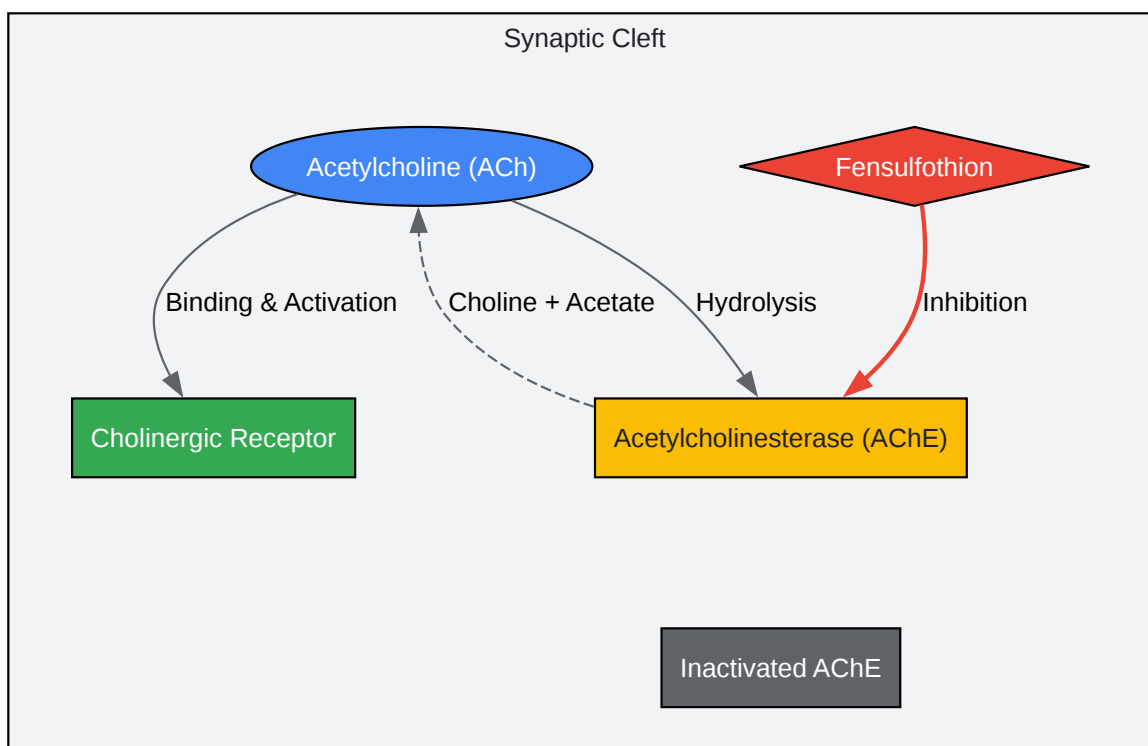 Synaptic Cleft
Acetylcholine (ACh)
Fensulfothion
Binding & Activation
Choline + Acetate
Hydrolysis
Inhibition
Cholinergic Receptor
Acetylcholinesterase (AChE)
Inactivated AChE